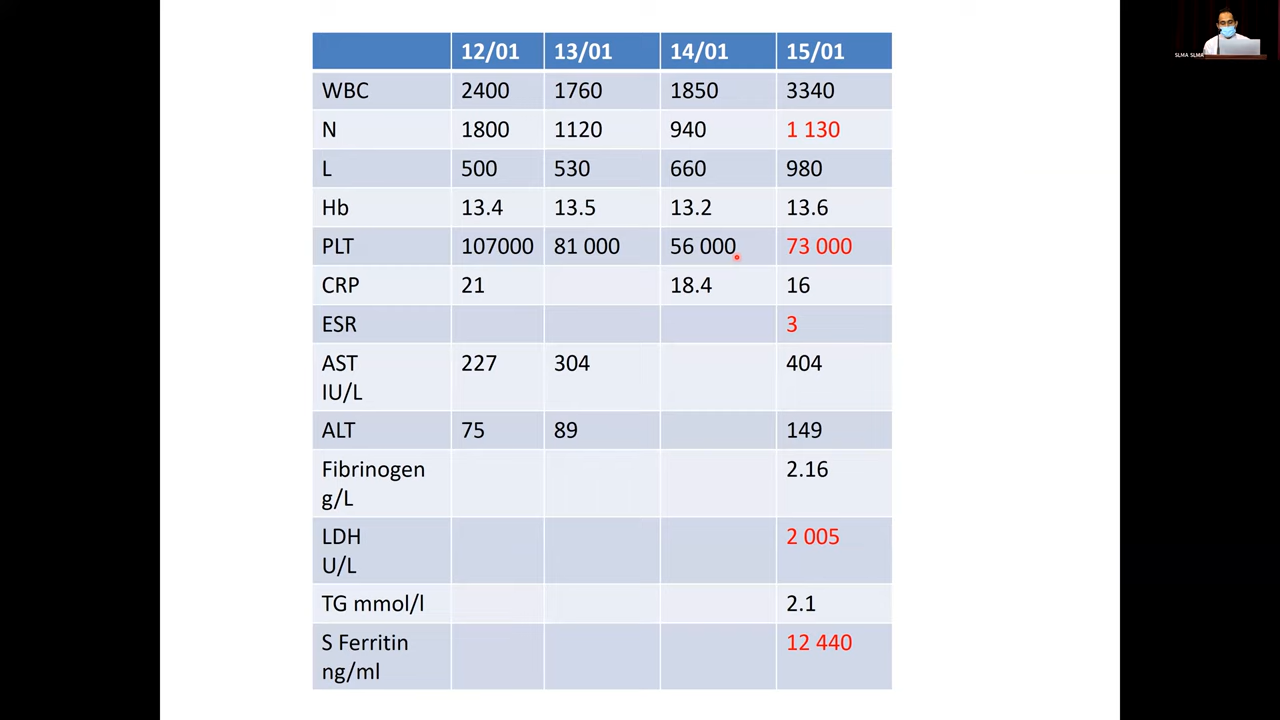 12/01 13/01 14/01 15/01
WBC 2400 1760 1850 3340
N 1800 1120 940 1 130
L 500 530 660 980
Hb 13.4 13.5 13.2 13.6
PLT 107000 81 000 56 000 73 000
CRP 21 18.4 16
ESR 3
AST 227 304 404
IU/L
ALT 75 89 149
Fibrinogen 2.16
g/L
LDH 2 005
U/L
TG mmol/l 2.1
S Ferritin 12 440
ng/ml
SLMA SLMA